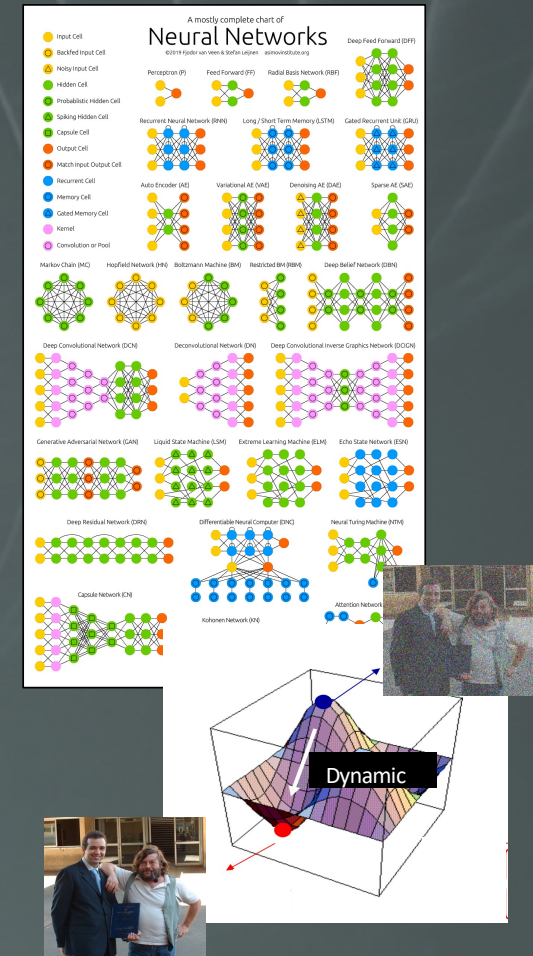 A mostly complete chart of
Neural Networks
©2019 Fjodor van Veen & Stefan Leijnen asimovinstitute.org
Input Cell
Backfed Input Cell
Noisy Input Cell
Hidden Cell
Probablistic Hidden Cell
Spiking Hidden Cell
Capsule Cell
Output Cell
Match Input Output Cell
Recurrent Cell
Memory Cell
Gated Memory Cell
Kernel
Convolution or Pool
Deep Feed Forward (DFF)
Perceptron (P) Feed Forward (FF) Radial Basis Network (RBF)
Recurrent Neural Network (RNN) Long / Short Term Memory (LSTM) Gated Recurrent Unit (GRU)
Auto Encoder (AE) Variational AE (VAE) Denoising AE (DAE) Sparse AE (SAE)
Markov Chain (MC) Hopfield Network (HN) Boltzmann Machine (BM) Restricted BM (RBM) Deep Belief Network (DBN)
Deep Convolutional Network (DCN) Deconvolutional Network (DN) Deep Convolutional Inverse Graphics Network (DCIGN)
Generative Adversarial Network (GAN) Liquid State Machine (LSM) Extreme Learning Machine (ELM) Echo State Network (ESN)
Deep Residual Network (DRN) Differentiable Neural Computer (DNC) Neural Turing Machine (NTM)
Capsule Network (CN) Kohonen Network (KN) Attention Network
Dynamic